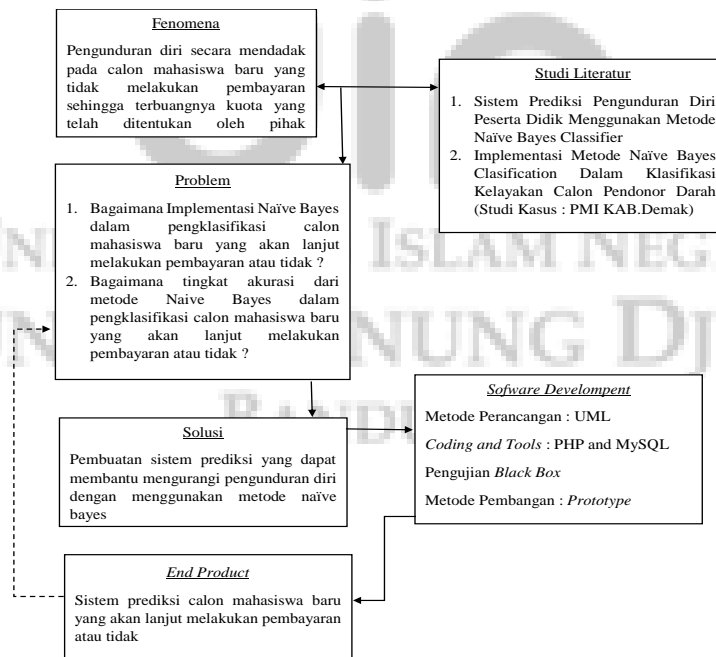 Fenomena
Pengunduran diri secara mendadak
pada calon mahasiswa baru yang
tidak melakukan pembayaran
sehingga terbuangnya kuota yang
telah ditentukan oleh pihak
Studi Literatur
1. Sistem Prediksi Pengunduran Diri
Peserta Didik Menggunakan Metode
Naïve Bayes Classifier
2. Implementasi Metode Naïve Bayes
Clasification Dalam Klasifikasi
Kelayakan Calon Pendonor Darah
(Studi Kasus : PMI KAB.Demak)
Problem
1. Bagaimana Implementasi Naïve Bayes
dalam pengklasifikasi calon
mahasiswa baru yang akan lanjut
melakukan pembayaran atau tidak ?
2. Bagaimana tingkat akurasi dari
metode Naive Bayes dalam
pengklasifikasi calon mahasiswa baru
yang akan lanjut melakukan
pembayaran atau tidak ?
Sofware Develompent
Metode Perancangan : UML
Coding and Tools : PHP and MySQL
Pengujian Black Box
Metode Pembangan : Prototype
Solusi
Pembuatan sistem prediksi yang dapat
membantu mengurangi pengunduran diri
dengan menggunakan metode naïve
bayes
End Product
Sistem prediksi calon mahasiswa baru
yang akan lanjut melakukan pembayaran
atau tidak
ISLAM NEG
NUNG DJ